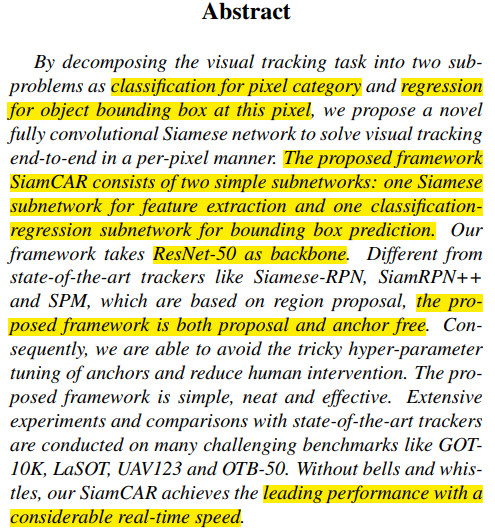 Abstract
By decomposing the visual tracking task into two sub-
problems as classification for pixel category and regression
for object bounding box at this pixel, we propose a novel
fully convolutional Siamese network to solve visual tracking
end-to-end in a per-pixel manner. The proposed framework
SiamCAR consists of two simple subnetworks: one Siamese
subnetwork for feature extraction and one classification-
regression subnetwork for bounding box prediction. Our
framework takes ResNet-50 as backbone. Different from
state-of-the-art trackers like Siamese-RPN, SiamRPN++
and SPM, which are based on region proposal, the pro-
posed framework is both proposal and anchor free. Con-
sequently, we are able to avoid the tricky hyper-parameter
tuning of anchors and reduce human intervention. The pro-
posed framework is simple, neat and effective. Extensive
experiments and comparisons with state-of-the-art trackers
are conducted on many challenging benchmarks like GOT-
10K, LaSOT, UAV123 and OTB-50. Without bells and whis-
tles, our SiamCAR achieves the leading performance with a
considerable real-time speed.